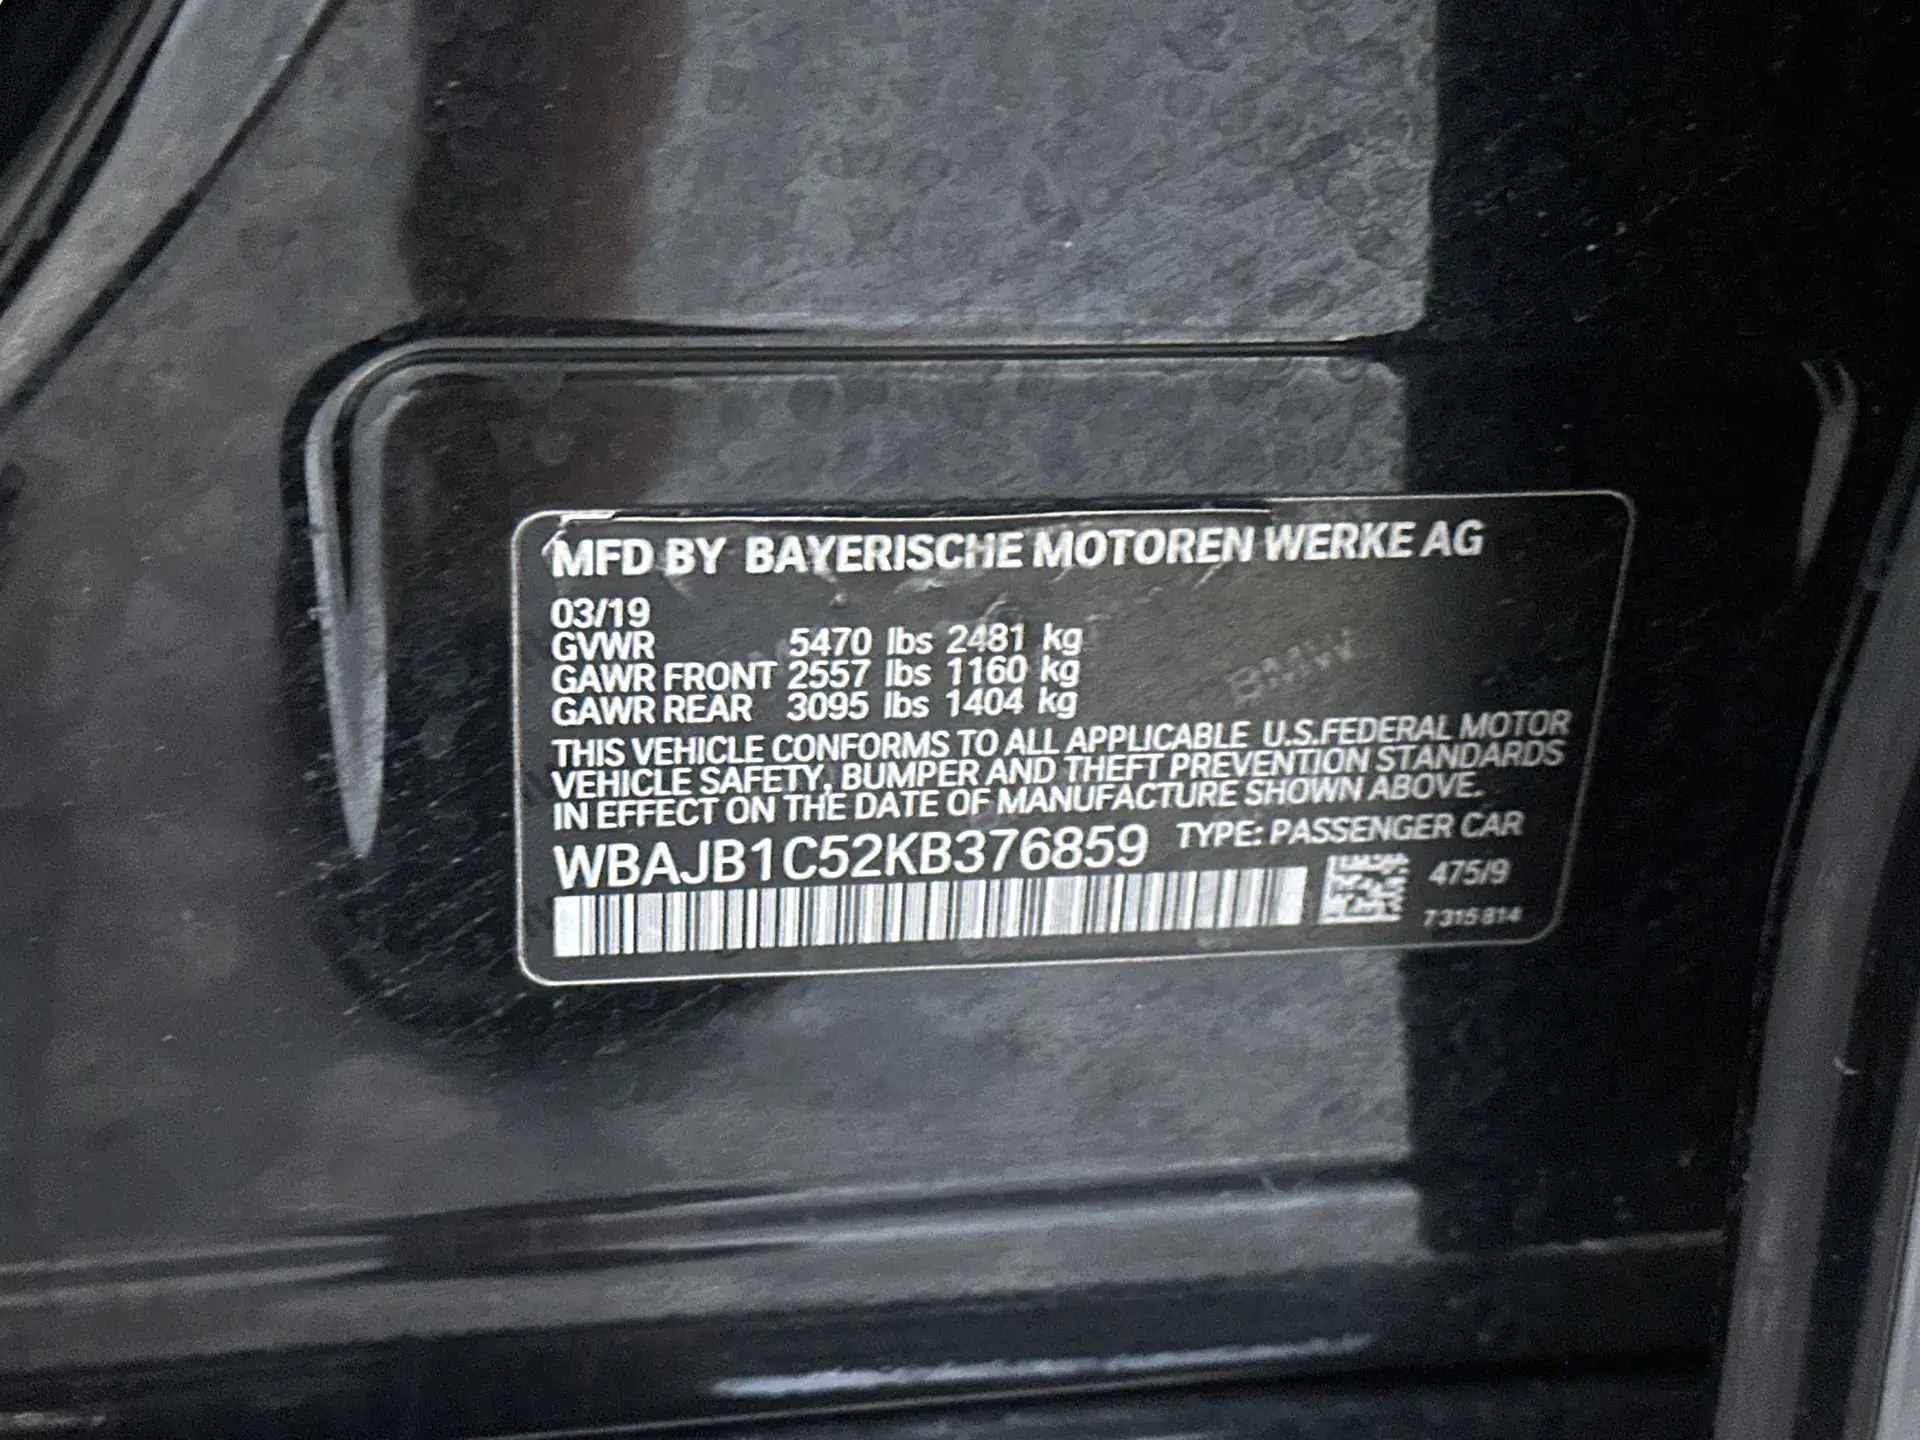 MFD BY BAYERISCHE MOTOREN WERKE AG
03/19
GVWR 5470 lbs 2481 kg
GAWR FRONT 2557 lbs 1160 kg
GAWR REAR 3095 lbs 1404 kg
THIS VEHICLE CONFORMS TO ALL APPLICABLE U.S.FEDERAL MOTOR
VEHICLE SAFETY, BUMPER AND THEFT PREVENTION STANDARDS
IN EFFECT ON THE DATE OF MANUFACTURE SHOWN ABOVE.
WBAJB1C52KB376859 TYPE: PASSENGER CAR
475/9
7 315 814
BMW